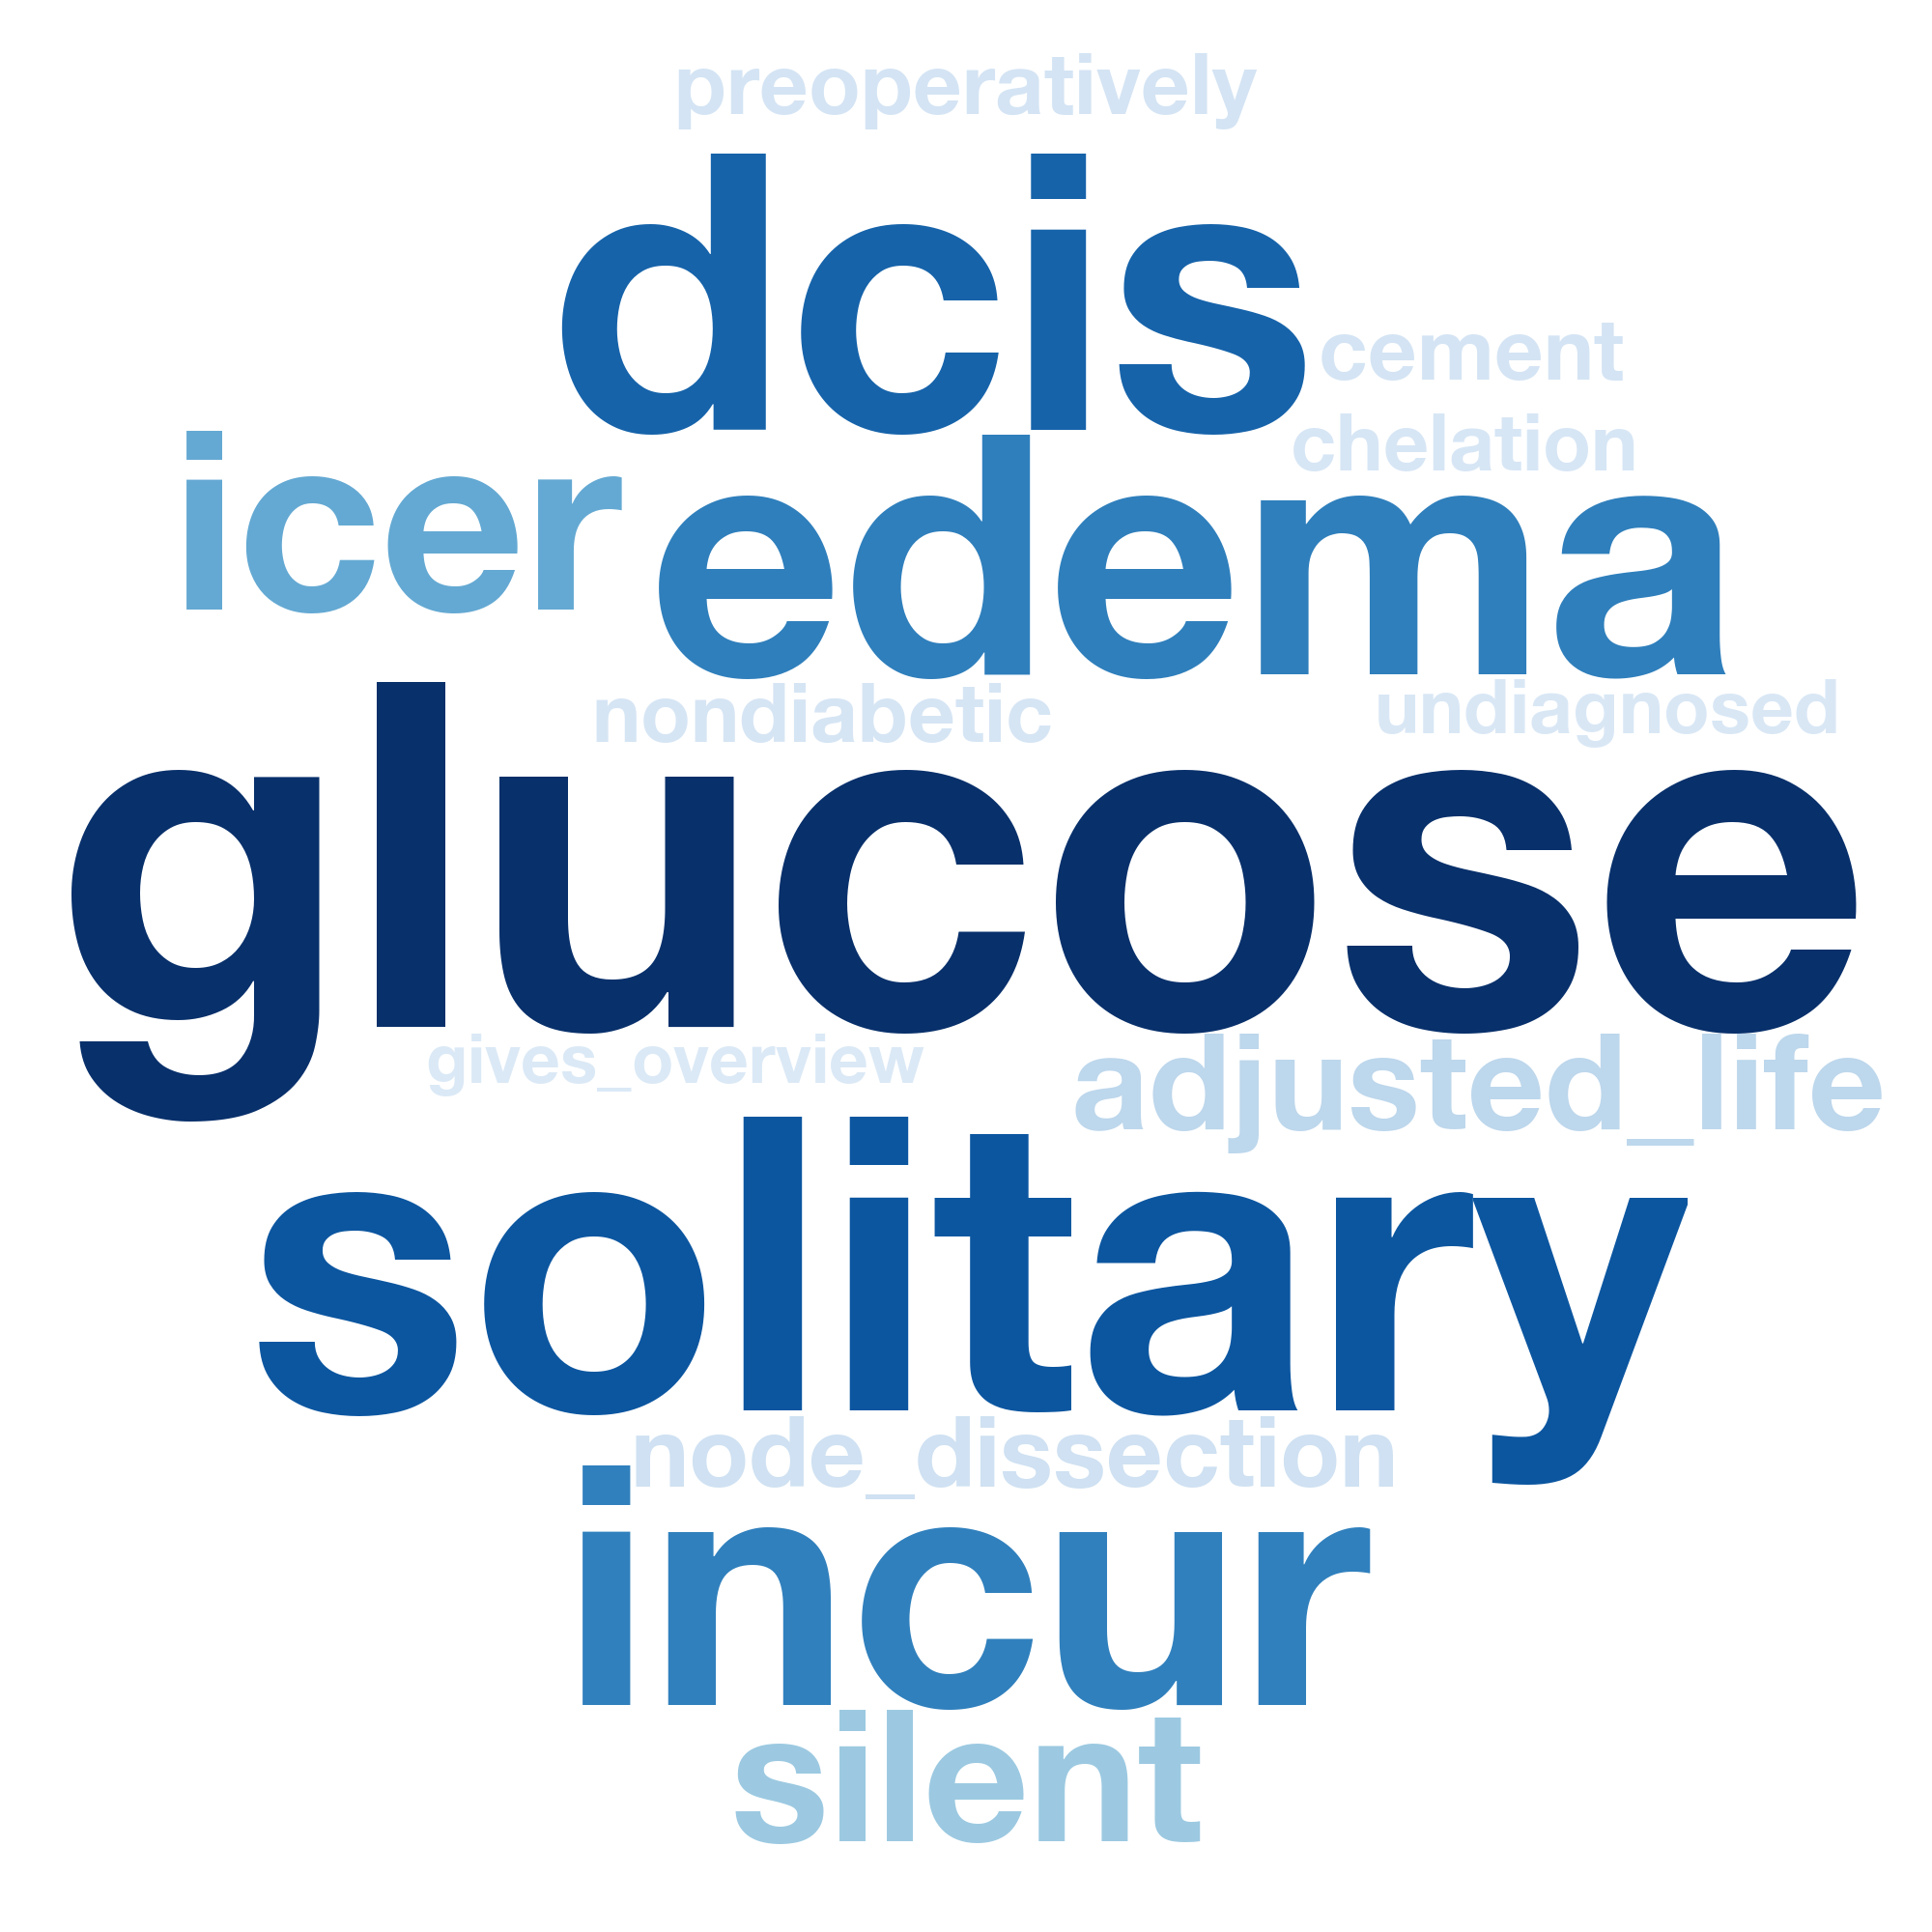 preoperatively
dcis
cement
chelation
icer
edema
nondiabetic
undiagnosed
glucose
gives_overview
adjusted_life
solitary
node_dissection
incur
silent